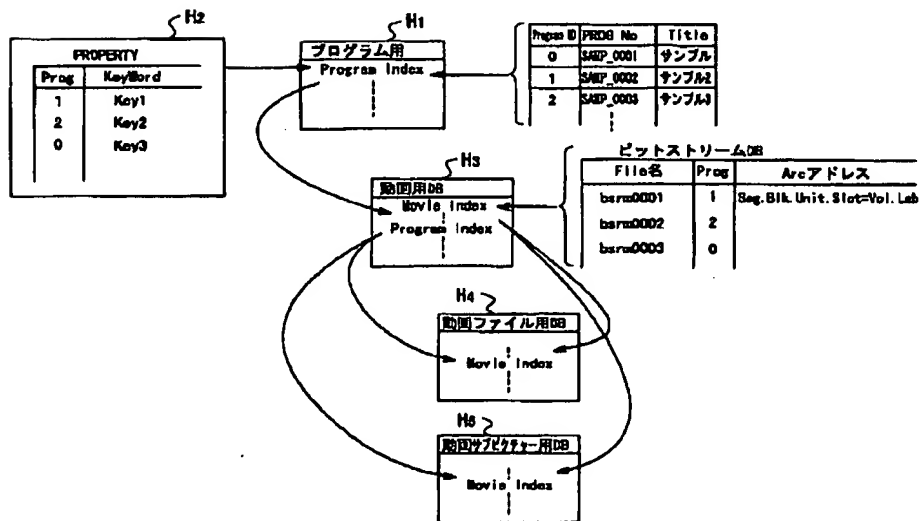 H2
PROPERTY
Prog KeyWord
1 Key1
2 Key2
0 Key3
H1
プログラム用
Program Index
Program ID PROG No Title
0 SAMP_0001 サンプル
1 SAMP_0002 サンプル2
2 SAMP_0003 サンプル3
H3
動画用DB
Movie Index
Program Index
ビットストリームDB
File名 Prog Arcアドレス
bsrm0001 1 Seg.Blk.Unit.Slot=Vol.Lab
bsrm0002 2
bsrm0003 0
H4
動画ファイル用DB
Movie Index
H5
動画サブピクチャー用DB
Movie Index